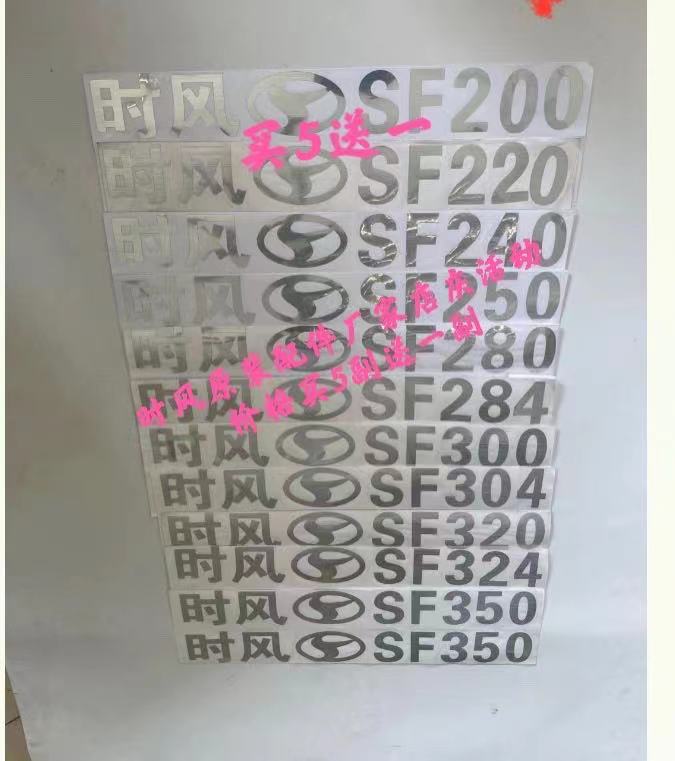 时风 SF200
买5送一
时风 SF220
时风 SF240
时风 SF250
时风 SF280
时风 SF284
时风原装配件厂家店庆活动
价格买5副送一副
时风 SF300
时风 SF304
时风 SF320
时风 SF324
时风 SF350
时风 SF350